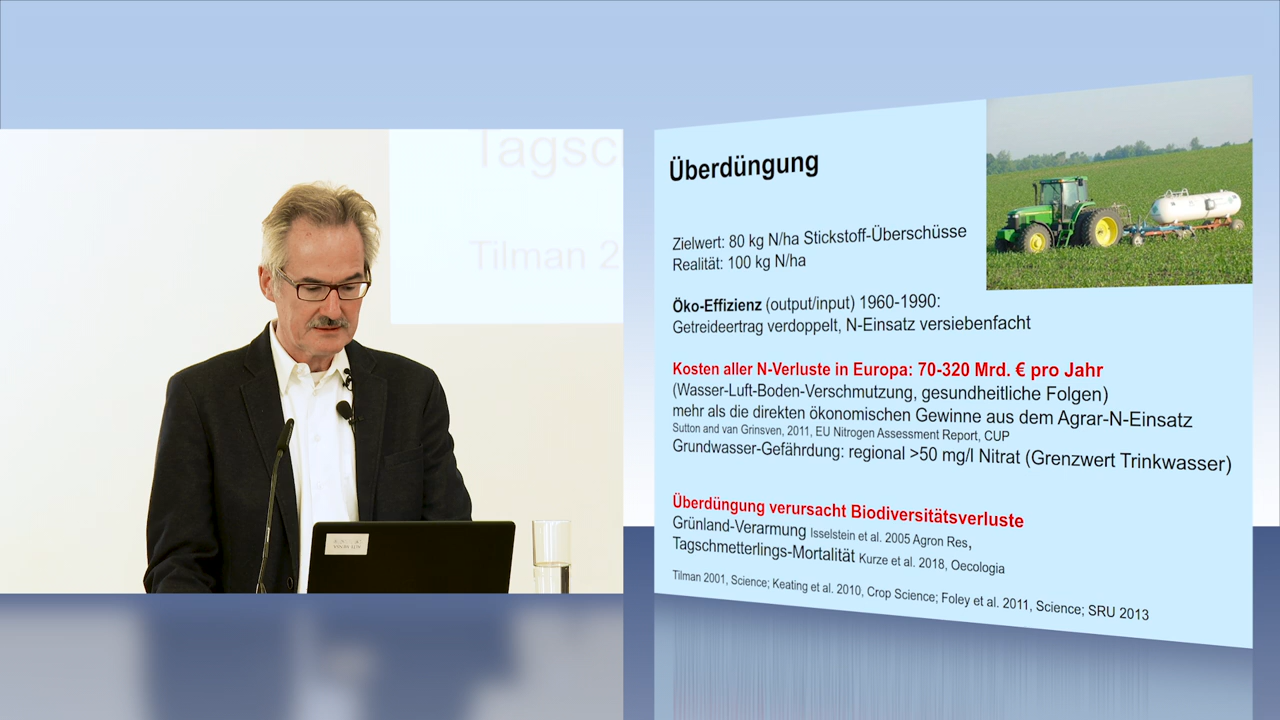 Tagsc
Tilman 2
Überdüngung
Zielwert: 80 kg N/ha Stickstoff-Überschüsse
Realität: 100 kg N/ha
Öko-Effizienz (output/input) 1960-1990:
Getreideertrag verdoppelt, N-Einsatz versiebenfacht
Kosten aller N-Verluste in Europa: 70-320 Mrd. € pro Jahr
(Wasser-Luft-Boden-Verschmutzung, gesundheitliche Folgen)
mehr als die direkten ökonomischen Gewinne aus dem Agrar-N-Einsatz
Sutton and van Grinsven, 2011, EU Nitrogen Assessment Report, CUP
Grundwasser-Gefährdung: regional >50 mg/l Nitrat (Grenzwert Trinkwasser)
Überdüngung verursacht Biodiversitätsverluste
Grünland-Verarmung Isselstein et al. 2005 Agron Res,
Tagschmetterlings-Mortalität Kurze et al. 2018, Oecologia
Tilman 2001, Science; Keating et al. 2010, Crop Science; Foley et al. 2011, Science; SRU 2013